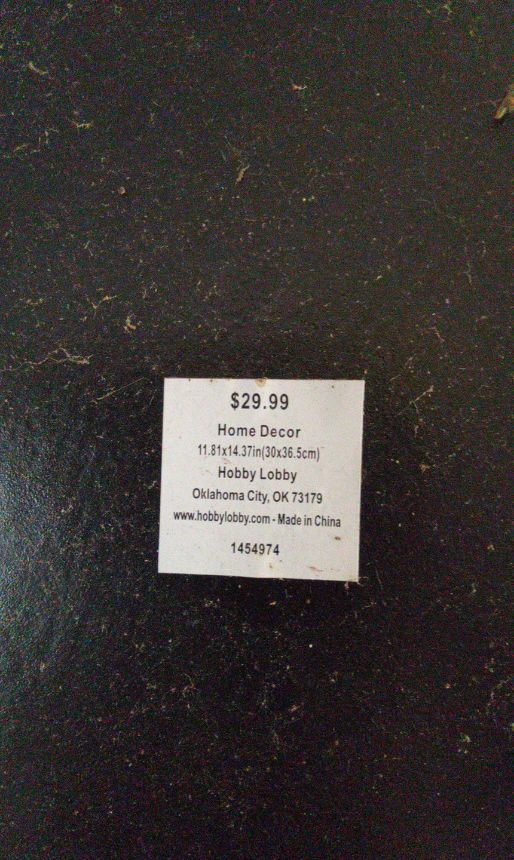 $29.99
Home Decor
11.81x14.37in(30x36.5cm)
Hobby Lobby
Oklahoma City, OK 73179
www.hobbylobby.com - Made in China
1454974